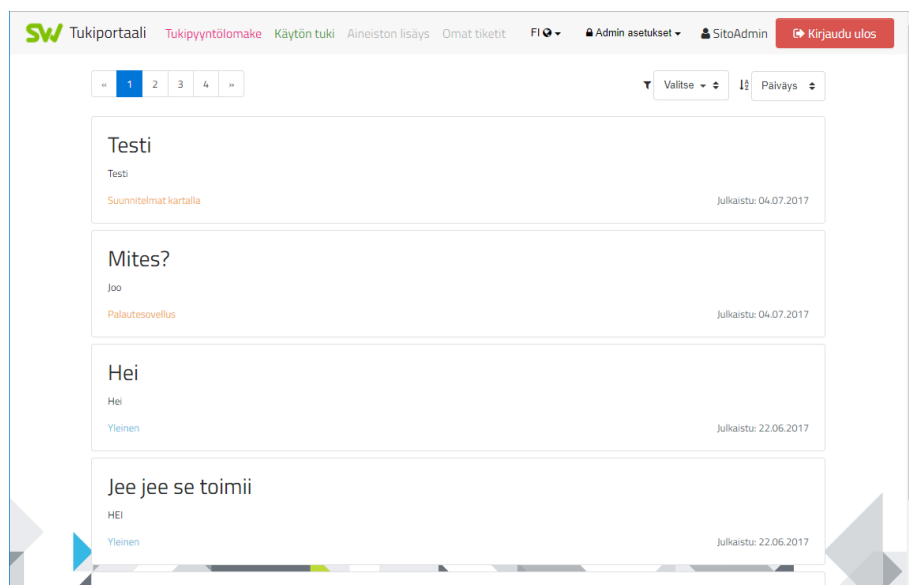 SW Tukiportaali Tukipyyntölomake Käytön tuki Aineiston lisäys Omat tiketit FI Admin asetukset SitoAdmin Kirjaudu ulos
« 1 2 3 4 » Valitse Päiväys
Testi
Testi
Suunnitelmat kartalla Julkaistu: 04.07.2017
Mites?
Joo
Palautesovellus Julkaistu: 04.07.2017
Hei
Hei
Yleinen Julkaistu: 22.06.2017
Jee jee se toimii
HEI
Yleinen Julkaistu: 22.06.2017